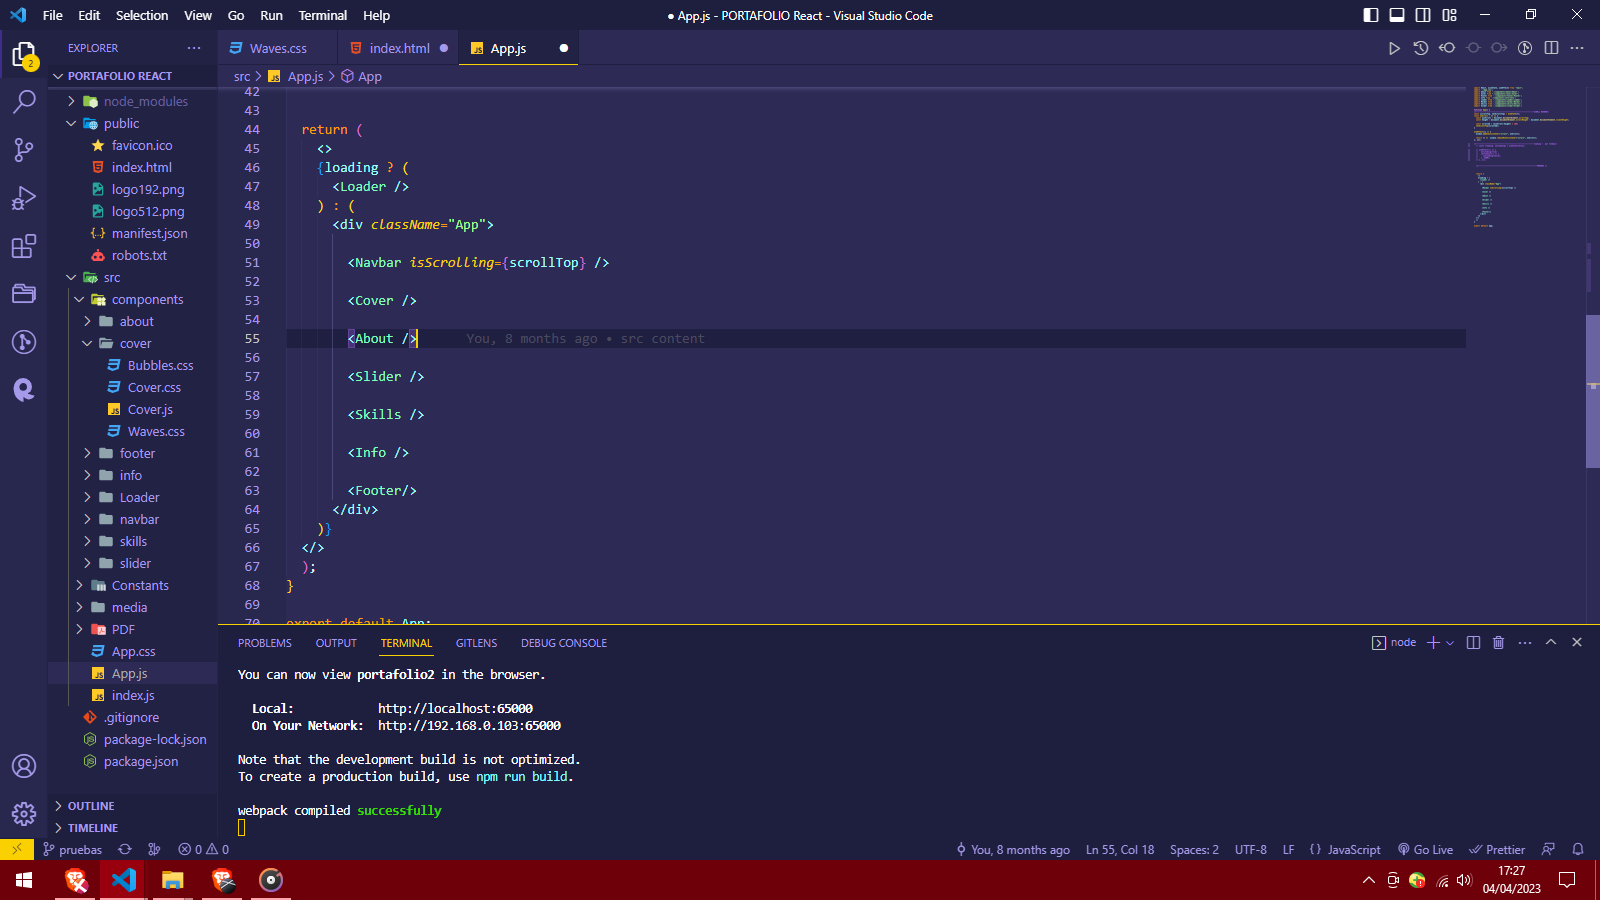 File Edit Selection View Go Run Terminal Help
● App.js - PORTAFOLIO React - Visual Studio Code
EXPLORER
2
PORTAFOLIO REACT
node_modules
public
favicon.ico
index.html
logo192.png
logo512.png
manifest.json
robots.txt
src
components
about
cover
Bubbles.css
Cover.css
Cover.js
Waves.css
footer
info
Loader
navbar
skills
slider
Constants
media
PDF
App.css
App.js
index.js
.gitignore
package-lock.json
package.json
OUTLINE
TIMELINE
Waves.css
index.html
App.js
src > App.js > App
42
43
44 return (
45 <>
46 {loading ? (
47 <Loader />
48 ) : (
49 <div className="App">
50
51 <Navbar isScrolling={scrollTop} />
52
53 <Cover />
54
55 <About /> You, 8 months ago • src content
56
57 <Slider />
58
59 <Skills />
60
61 <Info />
62
63 <Footer/>
64 </div>
65 )}
66 </>
67 );
68 }
69
70 export default App;
PROBLEMS OUTPUT TERMINAL GITLENS DEBUG CONSOLE
node
You can now view portafolio2 in the browser.
Local: http://localhost:65000
On Your Network: http://192.168.0.103:65000
Note that the development build is not optimized.
To create a production build, use npm run build.
webpack compiled successfully
pruebas 0 0 You, 8 months ago Ln 55, Col 18 Spaces: 2 UTF-8 LF {} JavaScript Go Live Prettier
17:27
04/04/2023